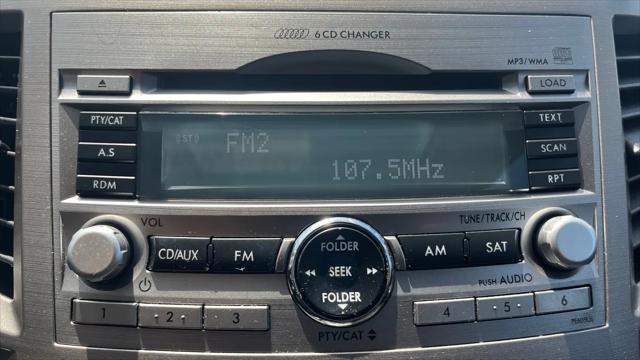 6 CD CHANGER
MP3/WMA
LOAD
PTY/CAT
TEXT
(ST)
FM2
A.S
SCAN
107.5MHz
RDM
RPT
VOL
TUNE/TRACK/CH
FOLDER
CD/AUX
FM
SEEK
AM
SAT
FOLDER
PUSH AUDIO
1
2
3
4
5
6
PTY/CAT